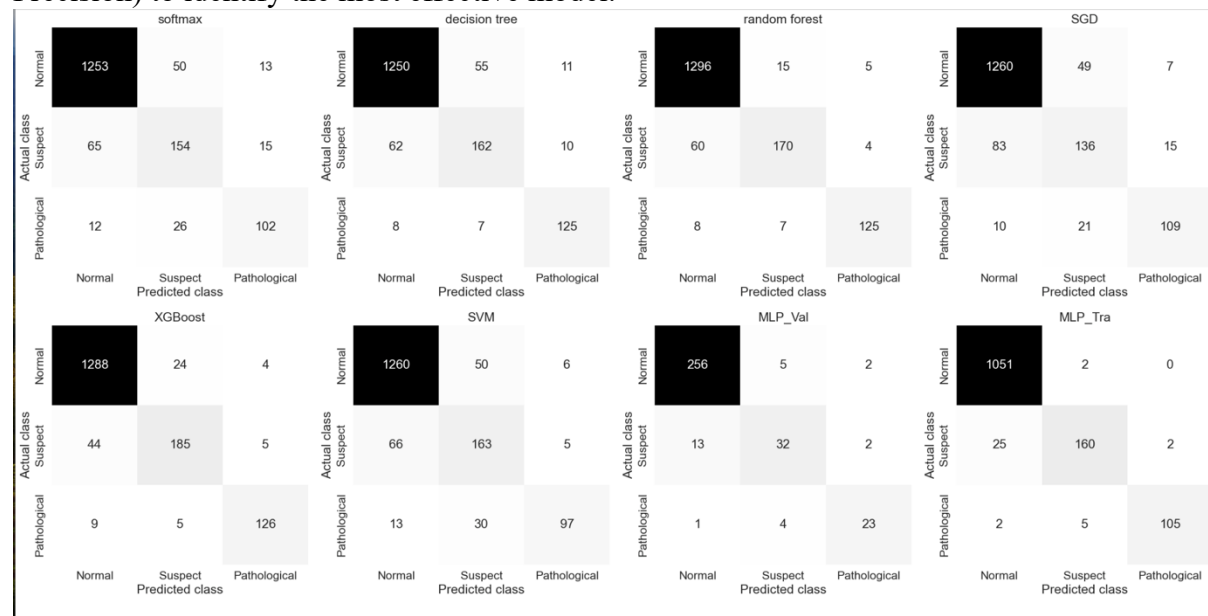 Precision) to identify the most effective model.
softmax
decision tree
random forest
SGD
Normal 1253 50 13
Normal 1250 55 11
Normal 1296 15 5
Normal 1260 49 7
Actual class
Suspect 65 154 15
Actual class
Suspect 62 162 10
Actual class
Suspect 60 170 4
Actual class
Suspect 83 136 15
Pathological 12 26 102
Pathological 8 7 125
Pathological 8 7 125
Pathological 10 21 109
Normal Suspect Pathological
Predicted class
Normal Suspect Pathological
Predicted class
Normal Suspect Pathological
Predicted class
Normal Suspect Pathological
Predicted class
XGBoost
SVM
MLP_Val
MLP_Tra
Normal 1288 24 4
Normal 1260 50 6
Normal 256 5 2
Normal 1051 2 0
Actual class
Suspect 44 185 5
Actual class
Suspect 66 163 5
Actual class
Suspect 13 32 2
Actual class
Suspect 25 160 2
Pathological 9 5 126
Pathological 13 30 97
Pathological 1 4 23
Pathological 2 5 105
Normal Suspect Pathological
Predicted class
Normal Suspect Pathological
Predicted class
Normal Suspect Pathological
Predicted class
Normal Suspect Pathological
Predicted class